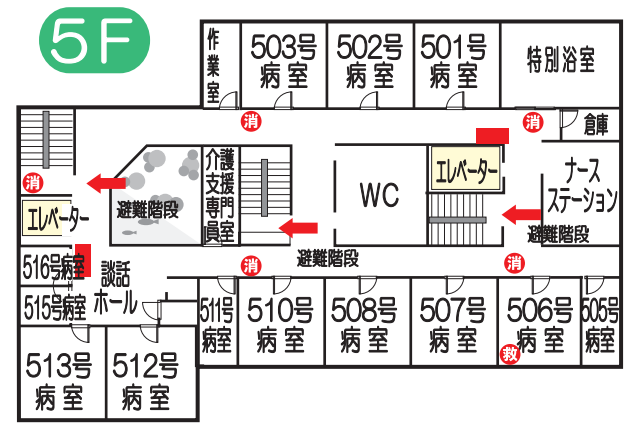 5F
作業室
503号
病室
502号
病室
501号
病室
特別浴室
消
消
倉庫
消
介護
支援
専門
員室
エレベーター
ナース
ステーション
WC
避難階段
エレベーター
避難階段
避難階段
516号病室
談話
ホール
消
消
515号病室
511号
病室
510号
病室
508号
病室
507号
病室
506号
病室
505号
病室
救
513号
病室
512号
病室